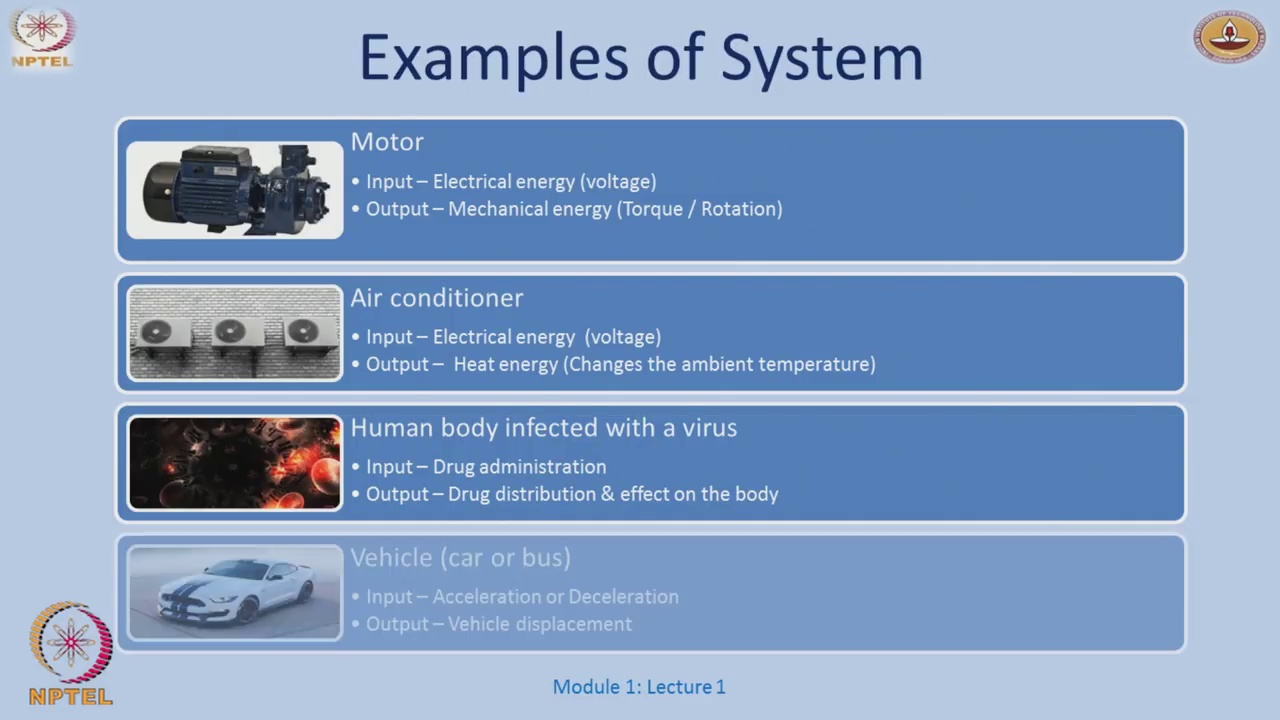 NPTEL
Examples of System
Motor
• Input – Electrical energy (voltage)
• Output – Mechanical energy (Torque / Rotation)
Air conditioner
• Input – Electrical energy (voltage)
• Output – Heat energy (Changes the ambient temperature)
Human body infected with a virus
• Input – Drug administration
• Output – Drug distribution & effect on the body
Vehicle (car or bus)
• Input – Acceleration or Deceleration
• Output – Vehicle displacement
NPTEL
Module 1: Lecture 1